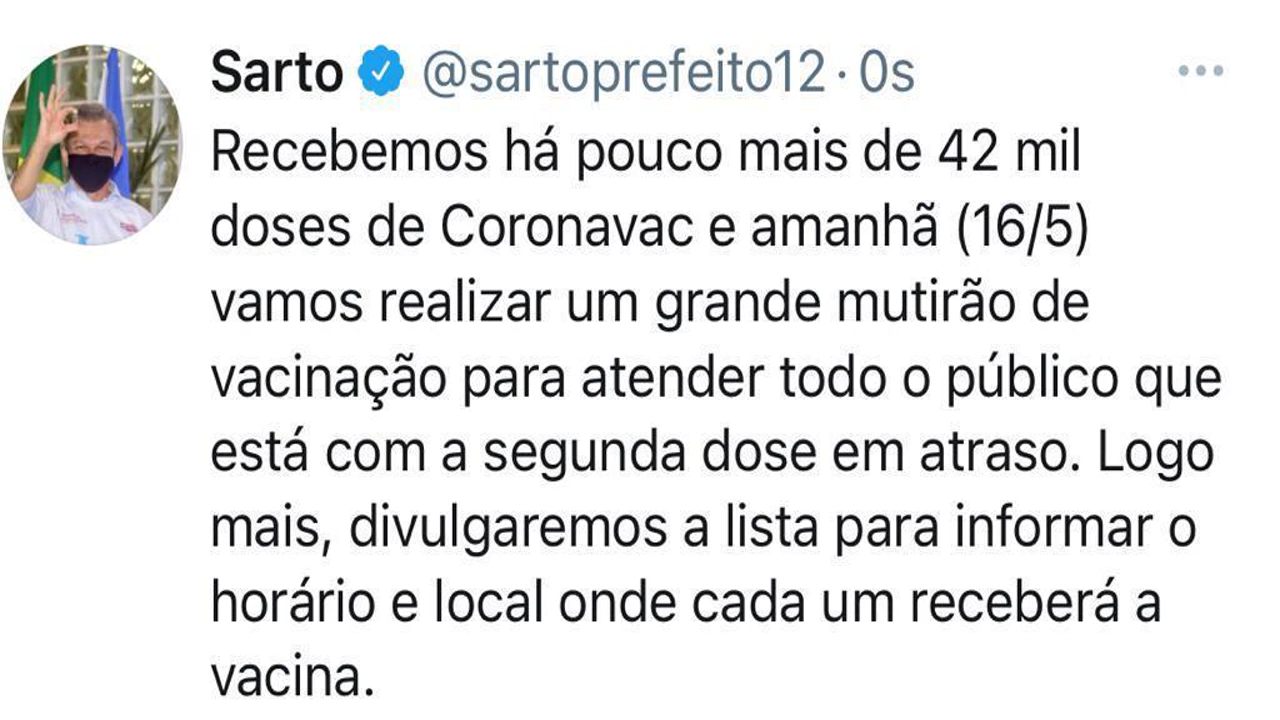 Sarto @sartoprefeito12 · 0s
Recebemos há pouco mais de 42 mil
doses de Coronavac e amanhã (16/5)
vamos realizar um grande mutirão de
vacinação para atender todo o público que
está com a segunda dose em atraso. Logo
mais, divulgaremos a lista para informar o
horário e local onde cada um receberá a
vacina.